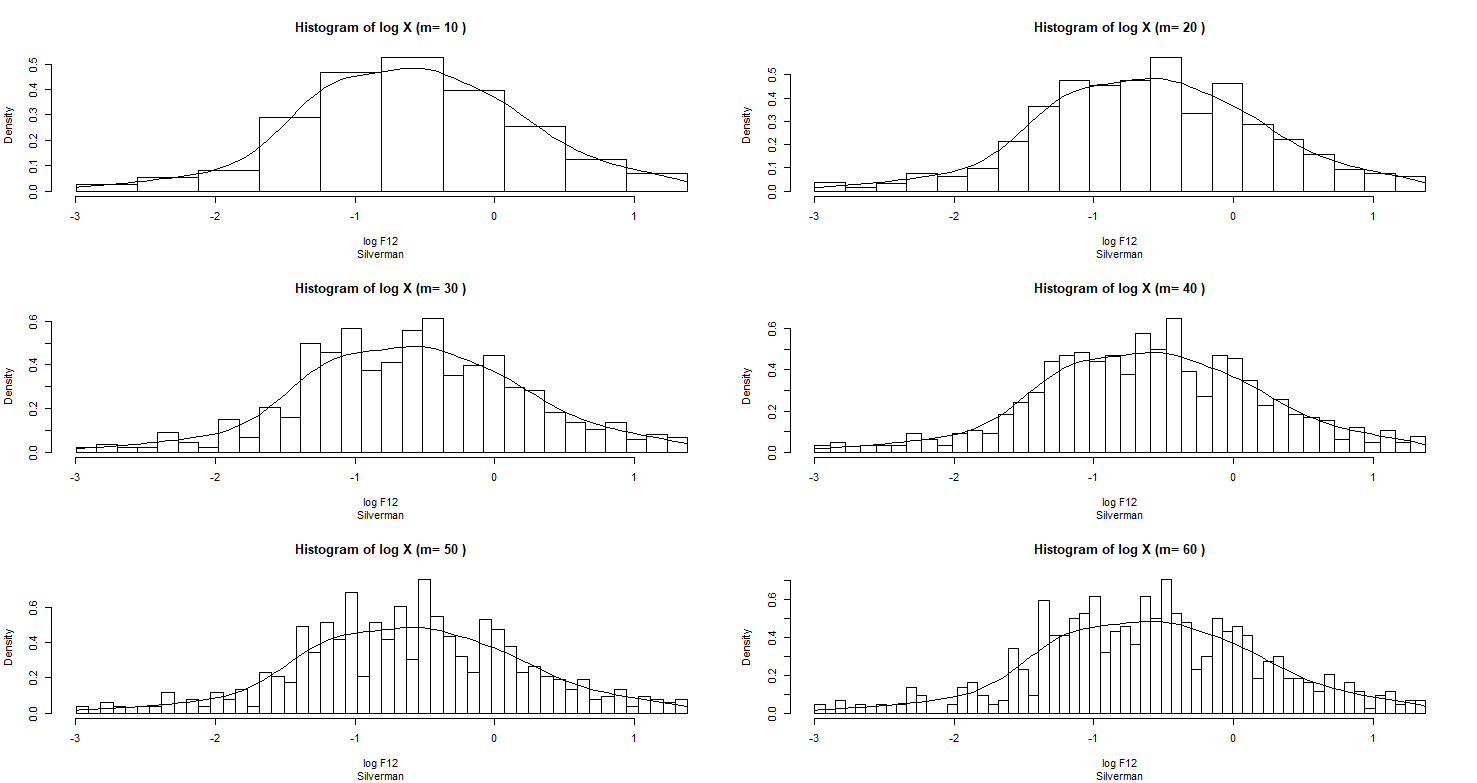 Histogram of log X (m= 10 )
Density
0.0 0.1 0.2 0.3 0.4 0.5
-3 -2 -1 0 1
log F12
Silverman
Histogram of log X (m= 20 )
Density
0.0 0.1 0.2 0.3 0.4 0.5
-3 -2 -1 0 1
log F12
Silverman
Histogram of log X (m= 30 )
Density
0.0 0.2 0.4 0.6
-3 -2 -1 0 1
log F12
Silverman
Histogram of log X (m= 40 )
Density
0.0 0.2 0.4 0.6
-3 -2 -1 0 1
log F12
Silverman
Histogram of log X (m= 50 )
Density
0.0 0.2 0.4 0.6
-3 -2 -1 0 1
log F12
Silverman
Histogram of log X (m= 60 )
Density
0.0 0.2 0.4 0.6
-3 -2 -1 0 1
log F12
Silverman